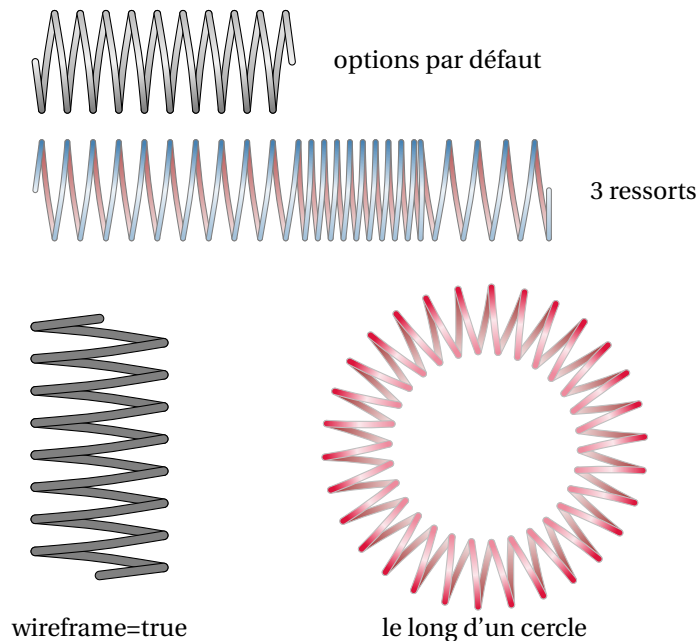 options par défaut
3 ressorts
wireframe=true
le long d'un cercle